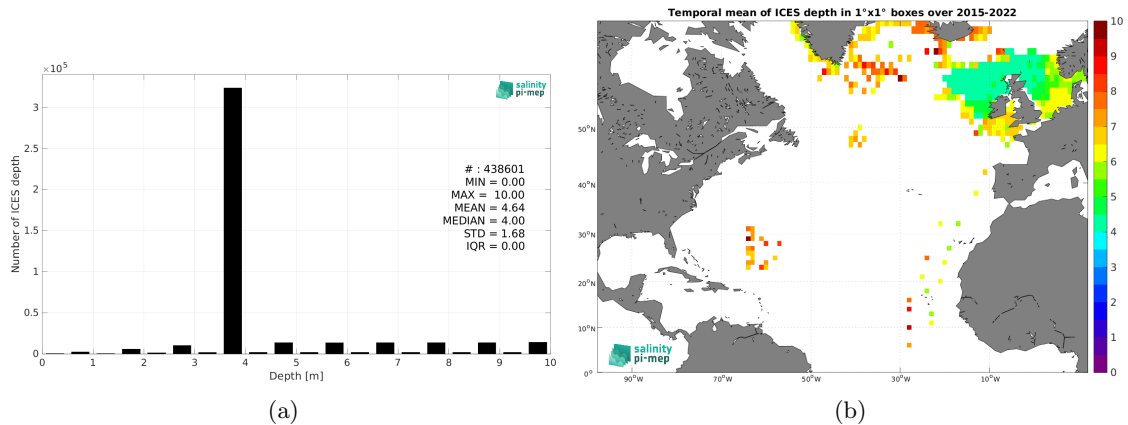 ×10^5
3
2.5
2
1.5
1
0.5
0
Number of ICES depth
salinity
pi-mep
# : 438601
MIN = 0.00
MAX = 10.00
MEAN = 4.64
MEDIAN = 4.00
STD = 1.68
IQR = 0.00
0 1 2 3 4 5 6 7 8 9 10
Depth [m]
(a)
Temporal mean of ICES depth in 1°x1° boxes over 2015-2022
50°N
40°N
30°N
20°N
10°N
0°
90°W 70°W 50°W 30°W 10°W
salinity
pi-mep
10
9
8
7
6
5
4
3
2
1
0
(b)